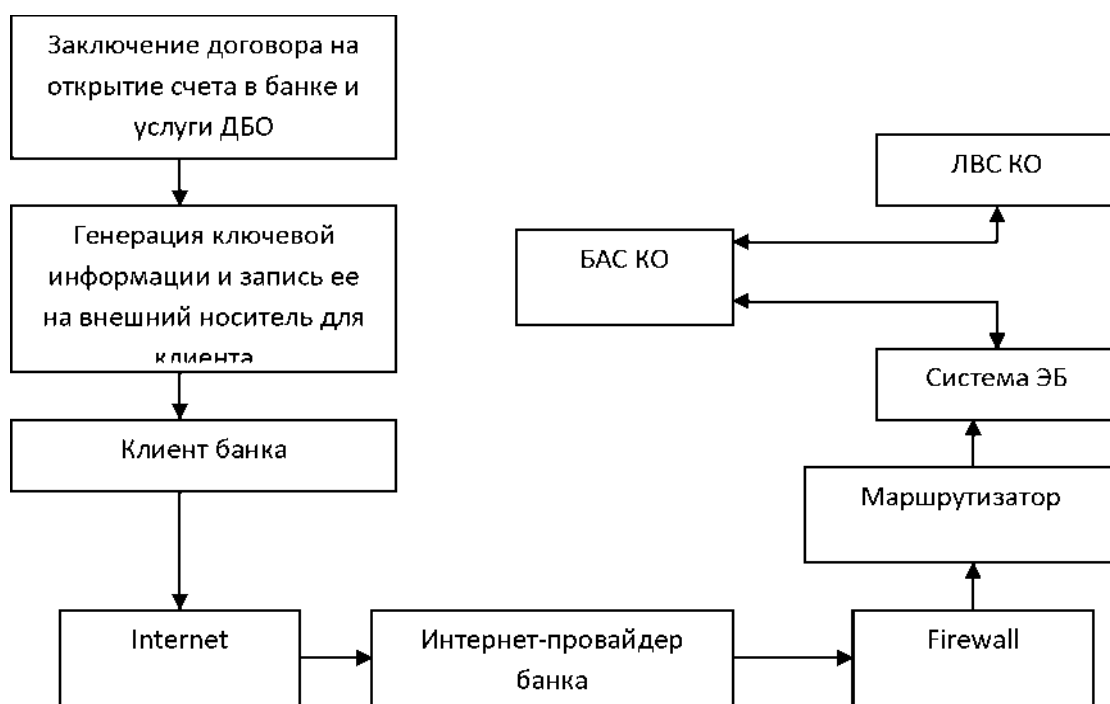 Заключение договора на
открытие счета в банке и
услуги ДБО
Генерация ключевой
информации и запись ее
на внешний носитель для
клиента
Клиент банка
Internet
Интернет-провайдер
банка
Firewall
Маршрутизатор
Система ЭБ
БАС КО
ЛВС КО